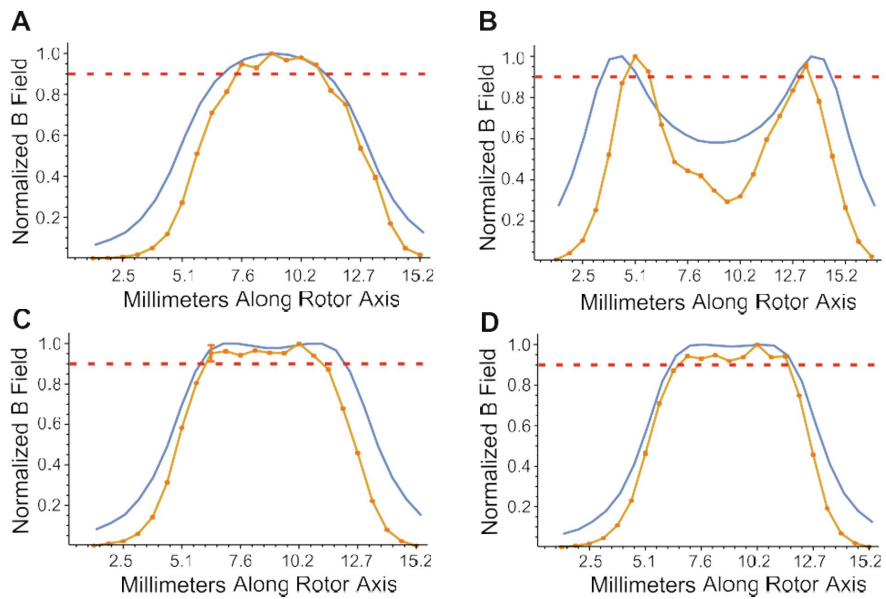 A
1.0
0.8
0.6
0.4
0.2
Normalized B Field
2.5 5.1 7.6 10.2 12.7 15.2
Millimeters Along Rotor Axis
B
1.0
0.8
0.6
0.4
0.2
Normalized B Field
2.5 5.1 7.6 10.2 12.7 15.2
Millimeters Along Rotor Axis
C
1.0
0.8
0.6
0.4
0.2
Normalized B Field
2.5 5.1 7.6 10.2 12.7 15.2
Millimeters Along Rotor Axis
D
1.0
0.8
0.6
0.4
0.2
Normalized B Field
2.5 5.1 7.6 10.2 12.7 15.2
Millimeters Along Rotor Axis